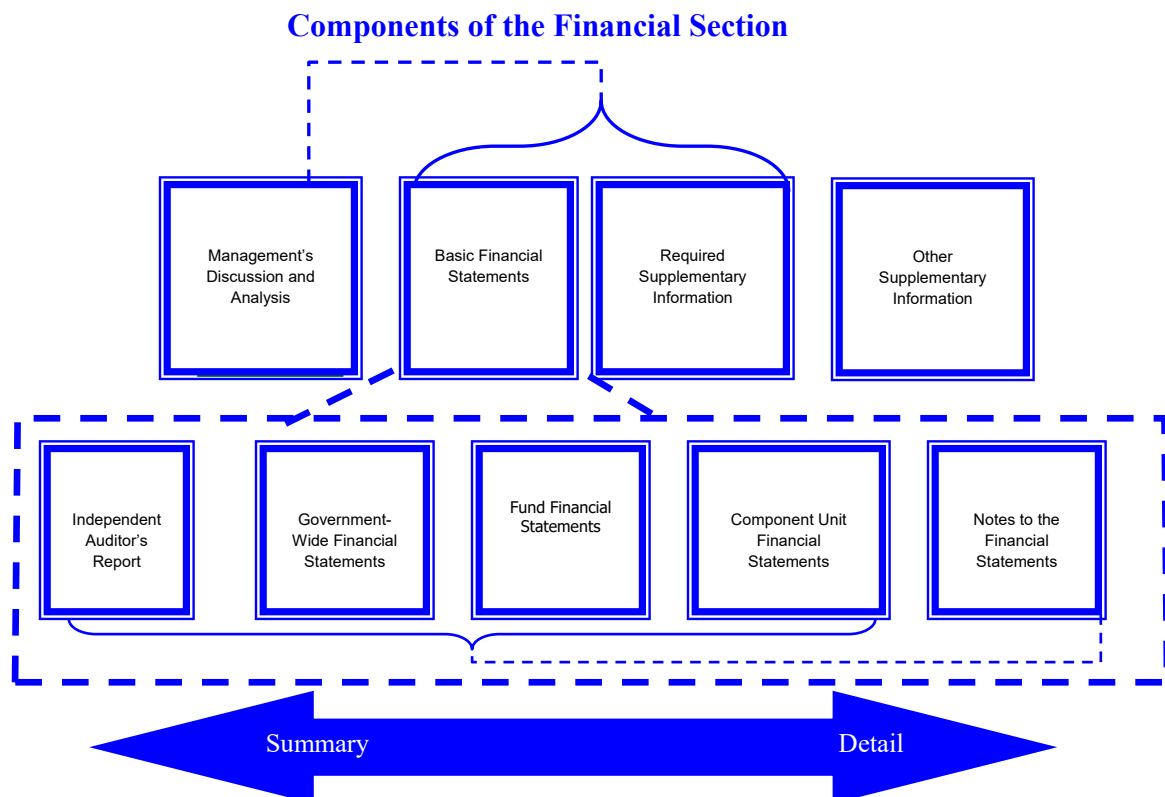 Components of the Financial Section
Management’s
Discussion and
Analysis
Basic Financial
Statements
Required
Supplementary
Information
Other
Supplementary
Information
Independent
Auditor’s
Report
Government-
Wide Financial
Statements
Fund Financial
Statements
Component Unit
Financial
Statements
Notes to the
Financial
Statements
Summary
Detail